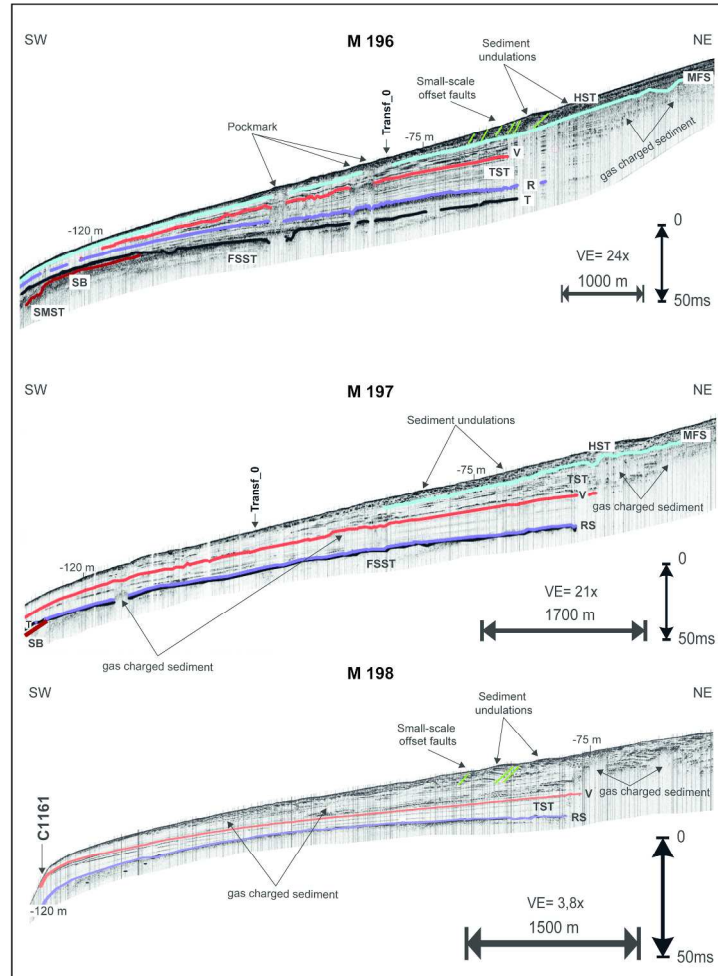 SW
M 196
NE
Sediment
undulations
Small-scale
offset faults
HST
MFS
Pockmark
Transf_0
-75 m
gas charged sediment
V
TST
R
T
-120 m
FSST
SB
SMST
0
VE= 24x
1000 m
50ms
SW
M 197
NE
Sediment undulations
HST
MFS
Transf_0
-75 m
TST
V
gas charged sediment
RS
-120 m
FSST
T
SB
0
VE= 21x
1700 m
50ms
gas charged sediment
M 198
SW
NE
Sediment
undulations
Small-scale
offset faults
-75 m
C1161
V
gas charged sediment
TST
RS
gas charged sediment
-120 m
0
VE= 3,8x
1500 m
50ms